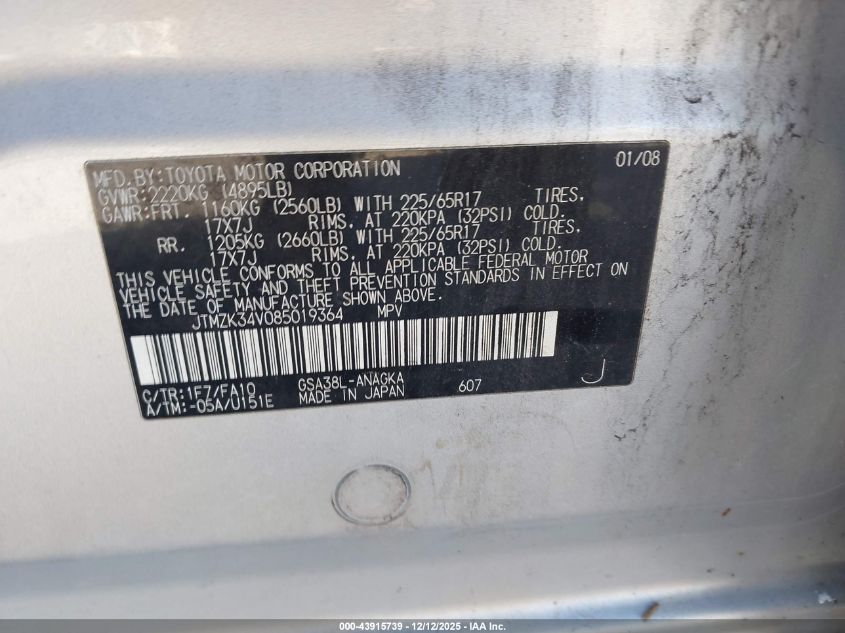 MFD.BY:TOYOTA MOTOR CORPORATION 01/08
GVWR:2220KG (4895LB)
GAWR:FRT. 1160KG (2560LB) WITH 225/65R17 TIRES,
17X7J RIMS, AT 220KPA (32PSI) COLD.
RR. 1205KG (2660LB) WITH 225/65R17 TIRES,
17X7J RIMS, AT 220KPA (32PSI) COLD.
THIS VEHICLE CONFORMS TO ALL APPLICABLE FEDERAL MOTOR
VEHICLE SAFETY AND THEFT PREVENTION STANDARDS IN EFFECT ON
THE DATE OF MANUFACTURE SHOWN ABOVE.
JTMZK34V085019364 MPV
C/TR:1F7/FA10 GSA38L-ANAGKA 607 J
A/TM:-05A/U151E MADE IN JAPAN
000-43915739 - 12/12/2025 - IAA Inc.